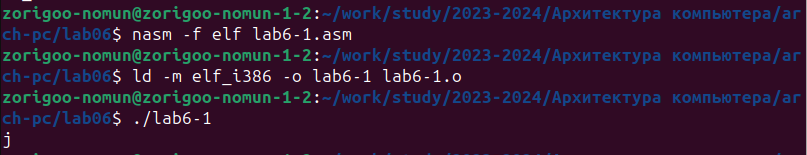 zorigoo-nomun@zorigoo-nomun-1-2:~/work/study/2023-2024/Архитектура компьютера/ar
ch-pc/lab06$ nasm -f elf lab6-1.asm
zorigoo-nomun@zorigoo-nomun-1-2:~/work/study/2023-2024/Архитектура компьютера/ar
ch-pc/lab06$ ld -m elf_i386 -o lab6-1 lab6-1.o
zorigoo-nomun@zorigoo-nomun-1-2:~/work/study/2023-2024/Архитектура компьютера/ar
ch-pc/lab06$ ./lab6-1
j